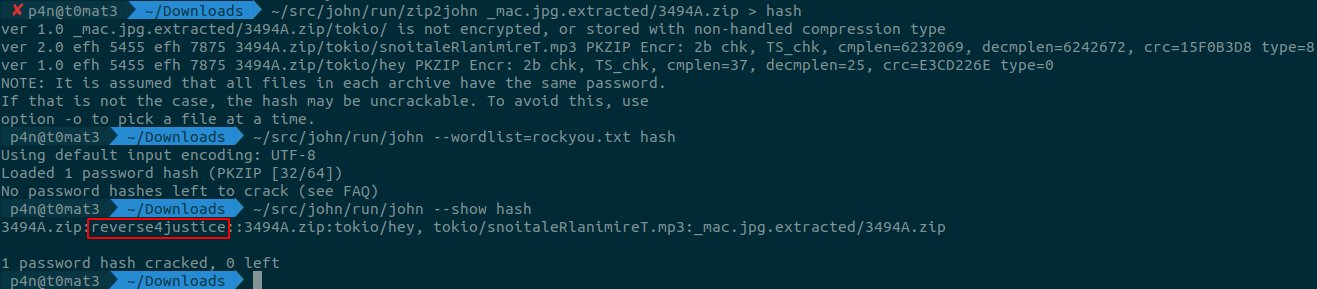 ✘ p4n@t0mat3 ~/Downloads ~/src/john/run/zip2john _mac.jpg.extracted/3494A.zip > hash
ver 1.0 _mac.jpg.extracted/3494A.zip/tokio/ is not encrypted, or stored with non-handled compression type
ver 2.0 efh 5455 efh 7875 3494A.zip/tokio/snoitaleRlanimireT.mp3 PKZIP Encr: 2b chk, TS_chk, cmplen=6232069, decmplen=6242672, crc=15F0B3D8 type=8
ver 1.0 efh 5455 efh 7875 3494A.zip/tokio/hey PKZIP Encr: 2b chk, TS_chk, cmplen=37, decmplen=25, crc=E3CD226E type=0
NOTE: It is assumed that all files in each archive have the same password.
If that is not the case, the hash may be uncrackable. To avoid this, use
option -o to pick a file at a time.
p4n@t0mat3 ~/Downloads ~/src/john/run/john --wordlist=rockyou.txt hash
Using default input encoding: UTF-8
Loaded 1 password hash (PKZIP [32/64])
No password hashes left to crack (see FAQ)
p4n@t0mat3 ~/Downloads ~/src/john/run/john --show hash
3494A.zip:reverse4justice::3494A.zip:tokio/hey, tokio/snoitaleRlanimireT.mp3:_mac.jpg.extracted/3494A.zip
1 password hash cracked, 0 left
p4n@t0mat3 ~/Downloads